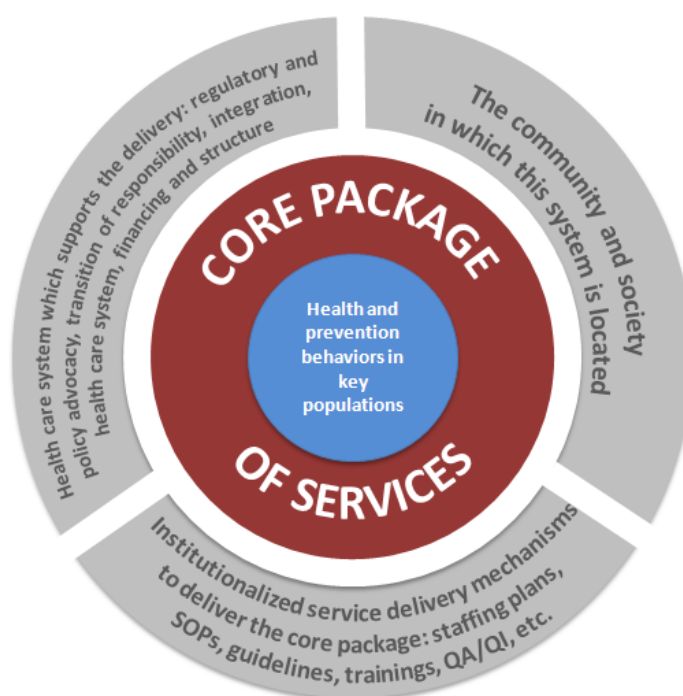 Health care system which supports the delivery: regulatory and
policy advocacy, transition of responsibility, integration,
health care system, financing and structure
The community and society
in which this system is located
CORE PACKAGE
Health and
prevention
behaviors in
key
populations
OF SERVICES
Institutionalized service delivery mechanisms
to deliver the core package: staffing plans,
SOPs, guidelines, trainings, QA/QI, etc.